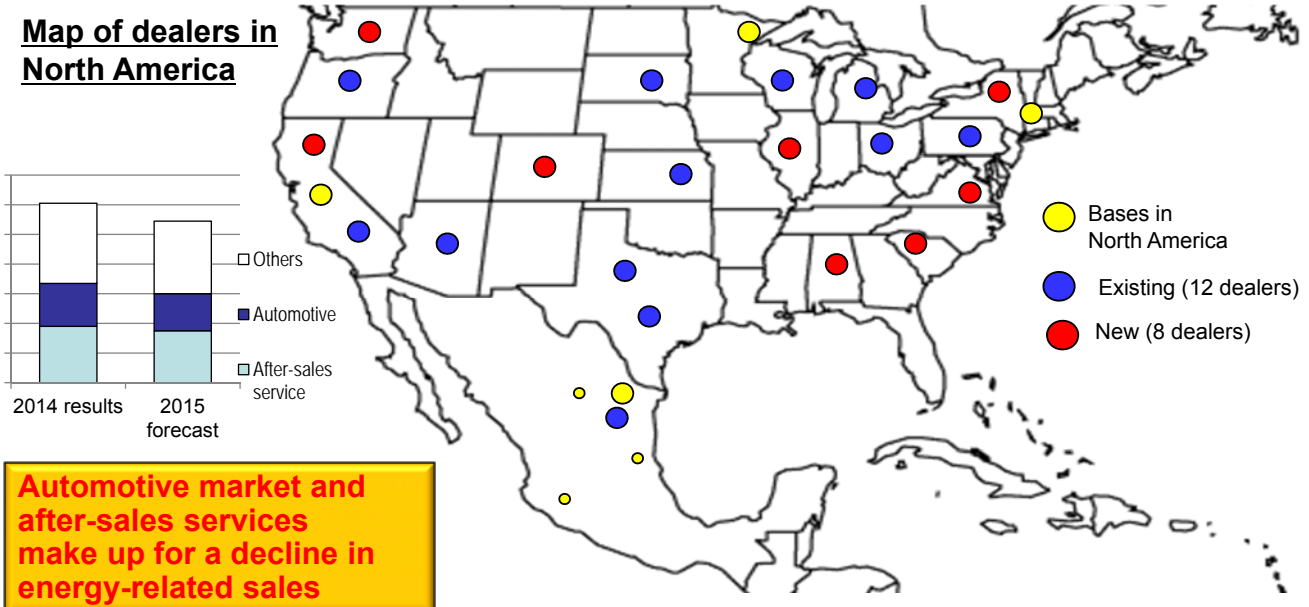 Map of dealers in
North America
Others
Automotive
After-sales
service
2014 results
2015
forecast
Bases in
North America
Existing (12 dealers)
New (8 dealers)
Automotive market and
after-sales services
make up for a decline in
energy-related sales